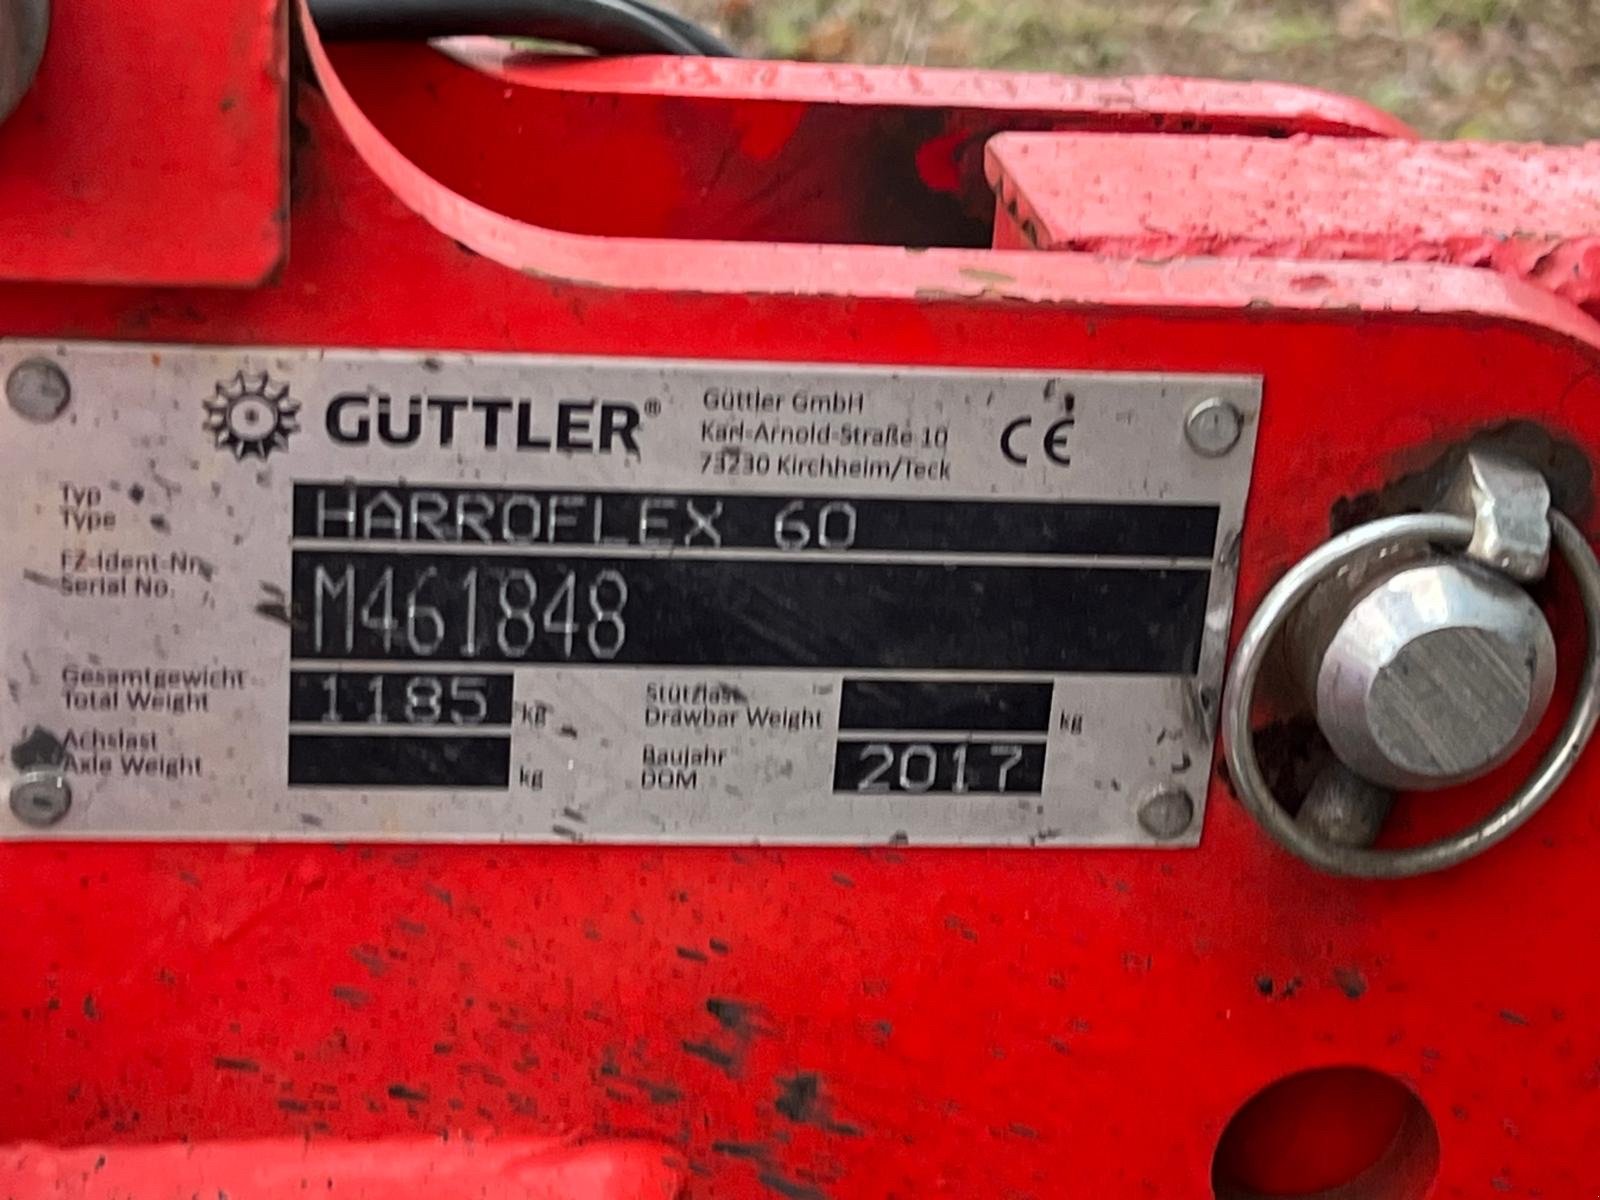 GÜTTLER®
Güttler GmbH
Karl-Arnold-Straße 10
73230 Kirchheim/Teck
CE
Typ
Type
HARROFLEX 60
FZ-Ident-Nr.
Serial No.
M461848
Gesamtgewicht
Total Weight
1185 kg
Stützlast
Drawbar Weight
kg
Achslast
Axle Weight
kg
Baujahr
DOM
2017